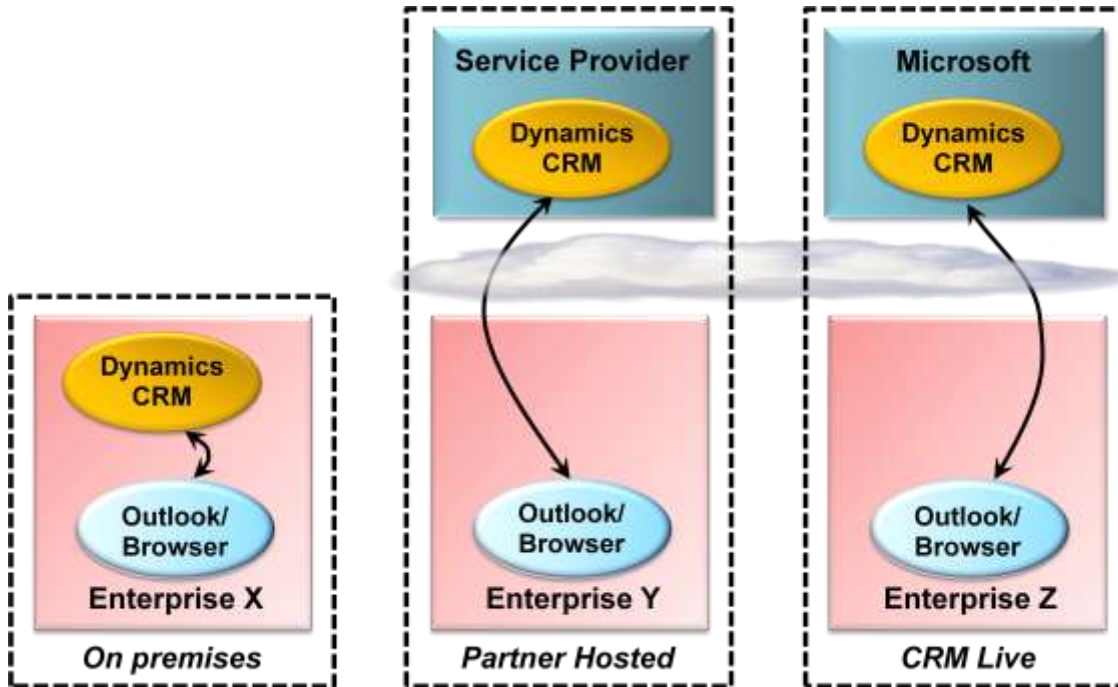 Service Provider
Dynamics
CRM
Microsoft
Dynamics
CRM
Dynamics
CRM
Outlook/
Browser
Enterprise X
On premises
Outlook/
Browser
Enterprise Y
Partner Hosted
Outlook/
Browser
Enterprise Z
CRM Live